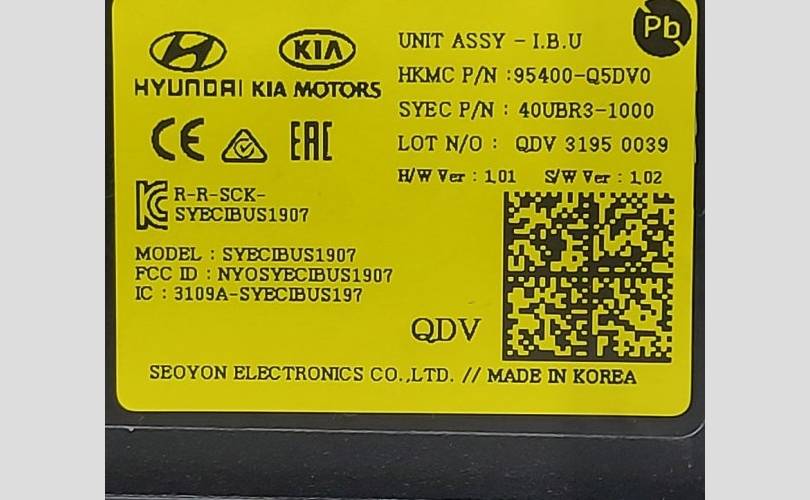 Pb
UNIT ASSY - I.B.U
KIA
HYUNDAI KIA MOTORS
HKMC P/N :95400-Q5DV0
SYEC P/N : 40UBR3-1000
CE EAC
LOT N/O : QDV 3195 0039
H/W Ver : 1.01 S/W Ver : 1.02
KC R-R-SCK-
SYECIBUS1907
MODEL : SYECIBUS1907
FCC ID : NYOSYECIBUS1907
IC : 3109A-SYECIBUS197
QDV
SEOYON ELECTRONICS CO.,LTD. // MADE IN KOREA